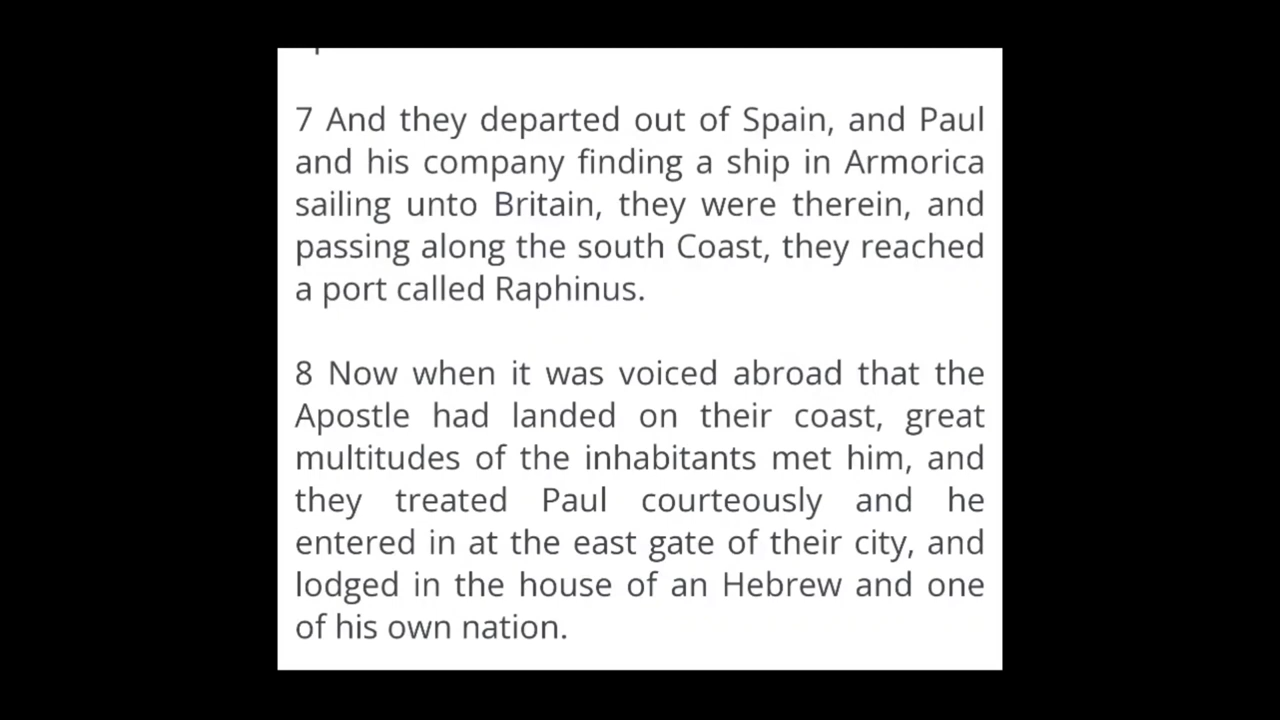 7 And they departed out of Spain, and Paul
and his company finding a ship in Armorica
sailing unto Britain, they were therein, and
passing along the south Coast, they reached
a port called Raphinus.
8 Now when it was voiced abroad that the
Apostle had landed on their coast, great
multitudes of the inhabitants met him, and
they treated Paul courteously and he
entered in at the east gate of their city, and
lodged in the house of an Hebrew and one
of his own nation.